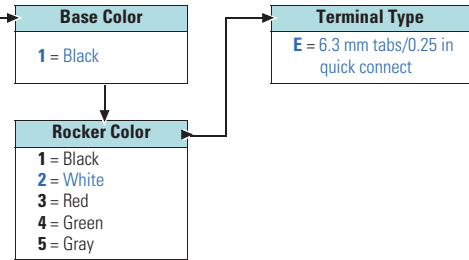 Base Color
1 = Black
Rocker Color
1 = Black
2 = White
3 = Red
4 = Green
5 = Gray
Terminal Type
E = 6.3 mm tabs/0.25 in
quick connect